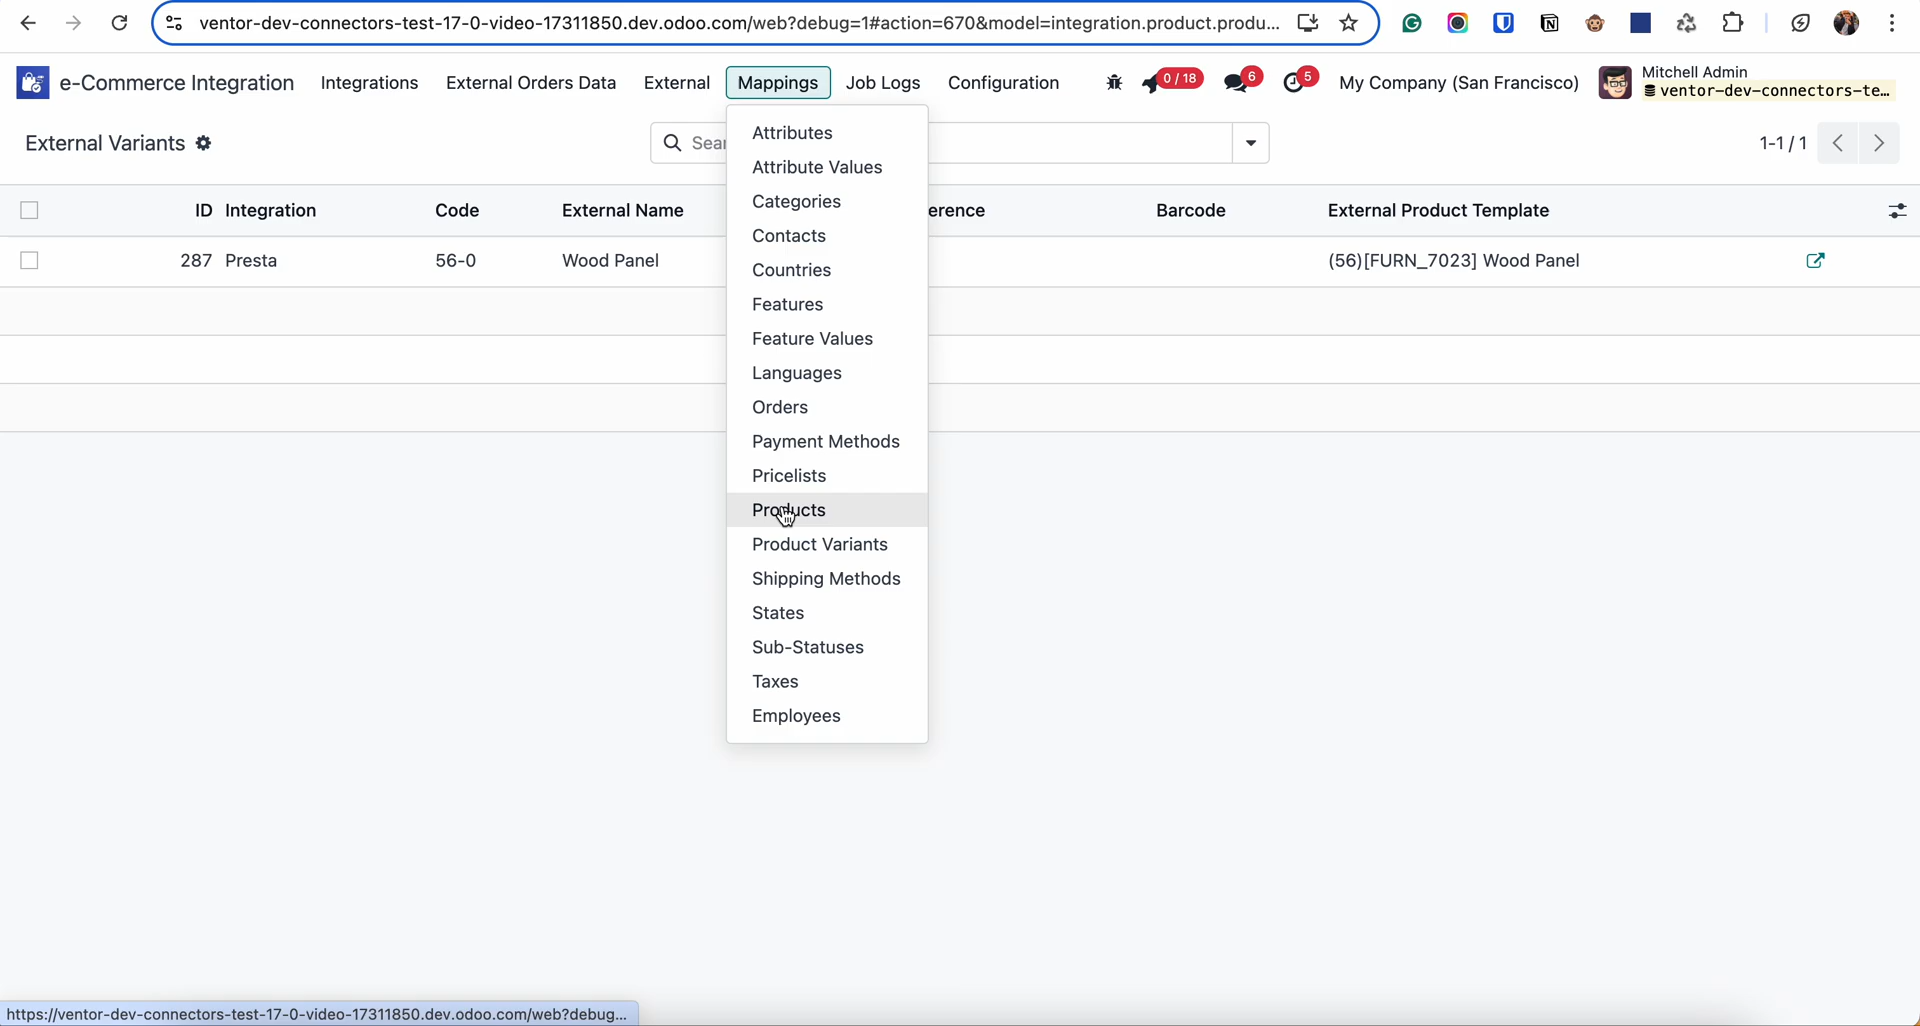 ventor-dev-connectors-test-17-0-video-17311850.dev.odoo.com/web?debug=1#action=670&model=integration.product.produ...
e-Commerce Integration Integrations External Orders Data External Mappings Job Logs Configuration 0 / 18 6 5 My Company (San Francisco) Mitchell Admin
ventor-dev-connectors-te...
External Variants Sear 1-1 / 1
ID Integration Code External Name erence Barcode External Product Template
287 Presta 56-0 Wood Panel (56)[FURN_7023] Wood Panel
Attributes
Attribute Values
Categories
Contacts
Countries
Features
Feature Values
Languages
Orders
Payment Methods
Pricelists
Products
Product Variants
Shipping Methods
States
Sub-Statuses
Taxes
Employees
https://ventor-dev-connectors-test-17-0-video-17311850.dev.odoo.com/web?debug...